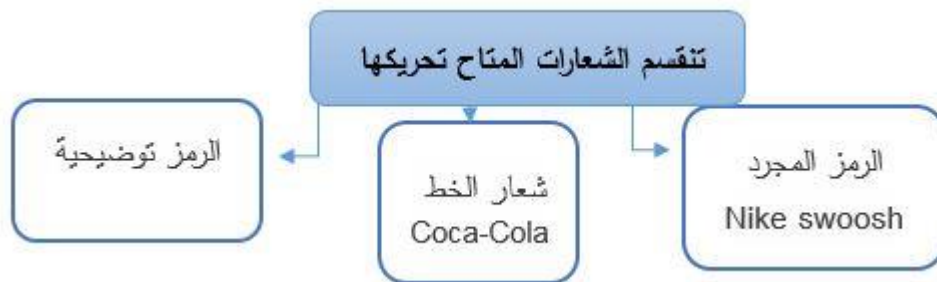 تنقسم الشعارات المتاح تحريكها
الرمز المجرد
Nike swoosh
شعار الخط
Coca-Cola
الرمز توضيحية